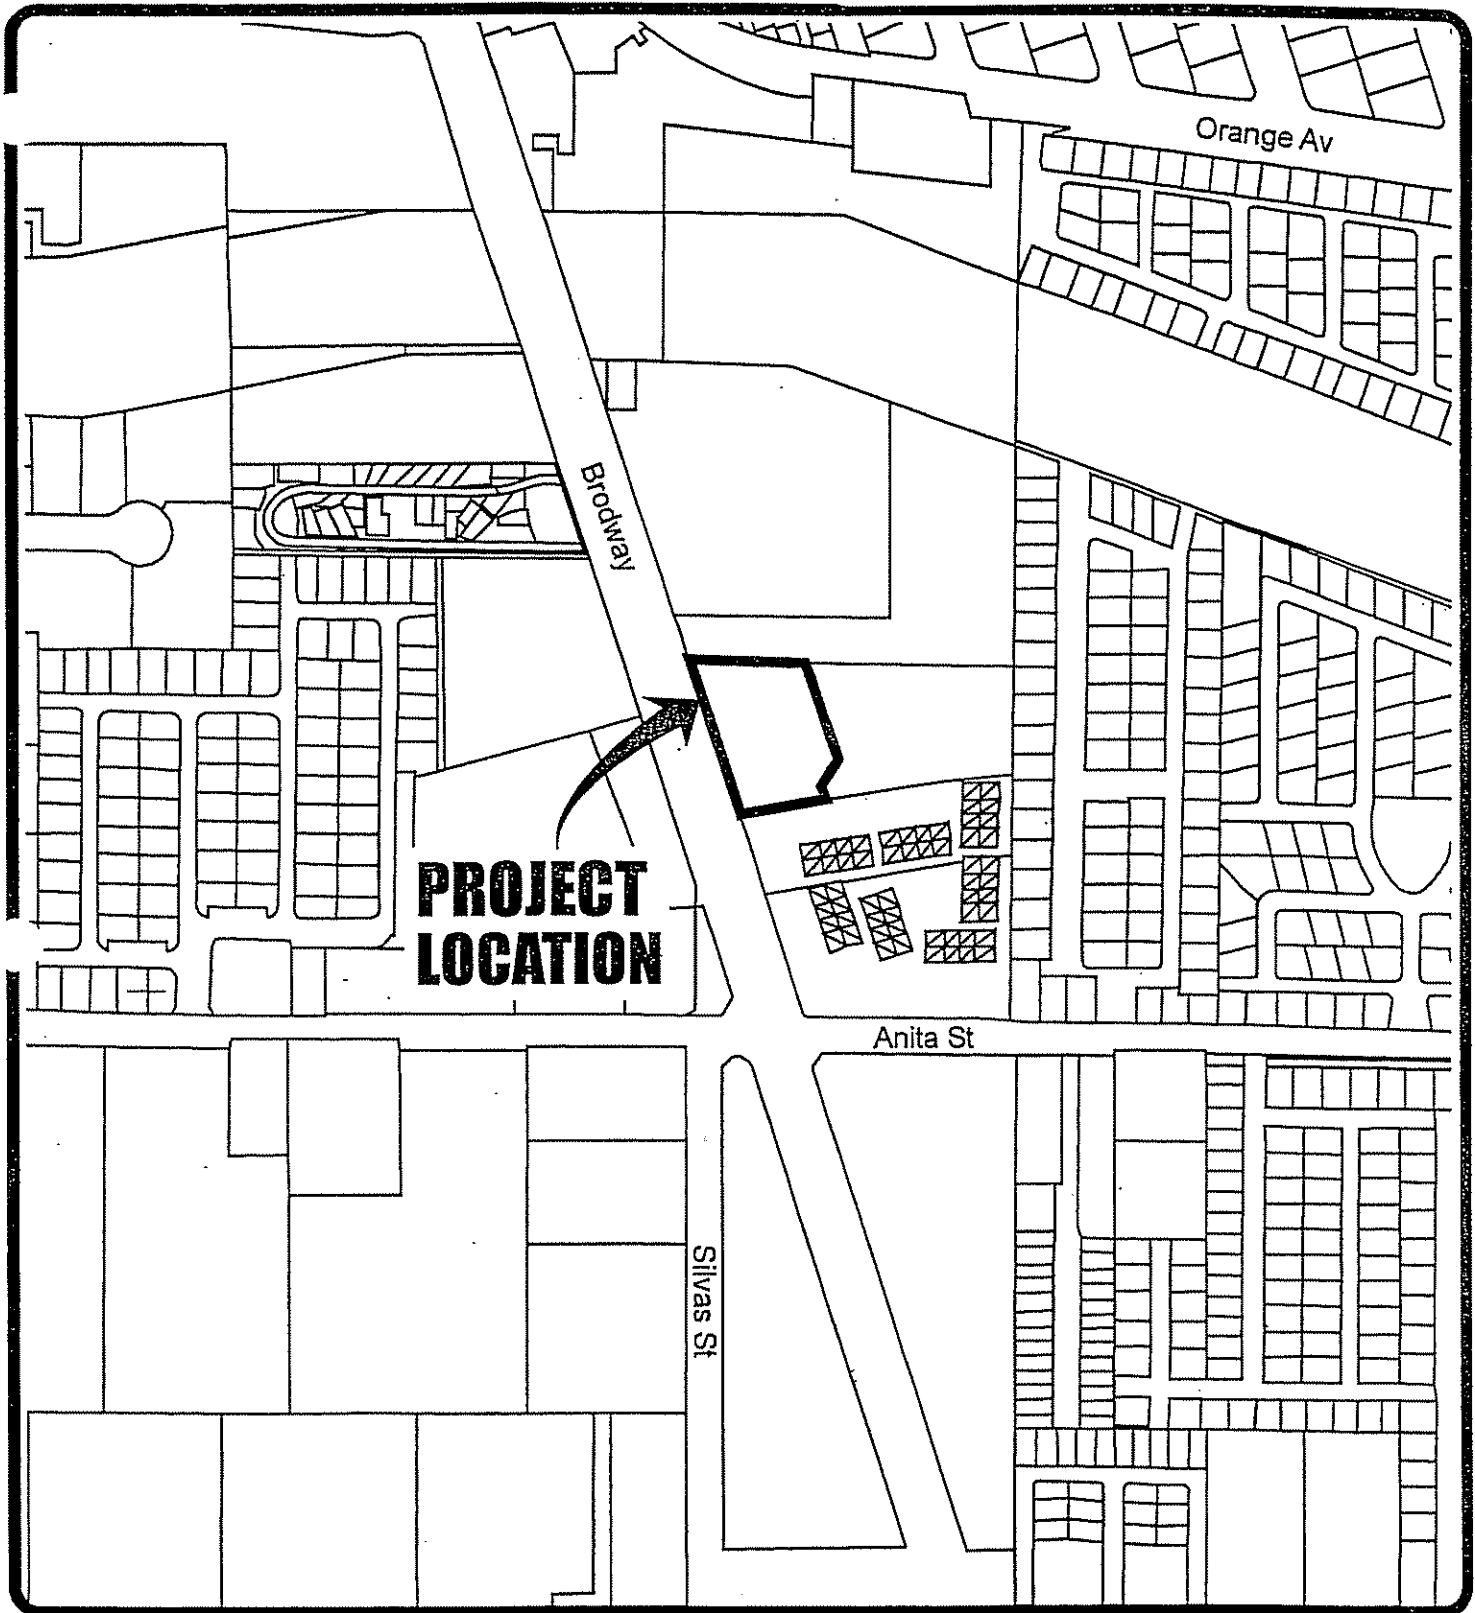 Orange Av
Brodway
PROJECT
LOCATION
Anita St
Silvas St